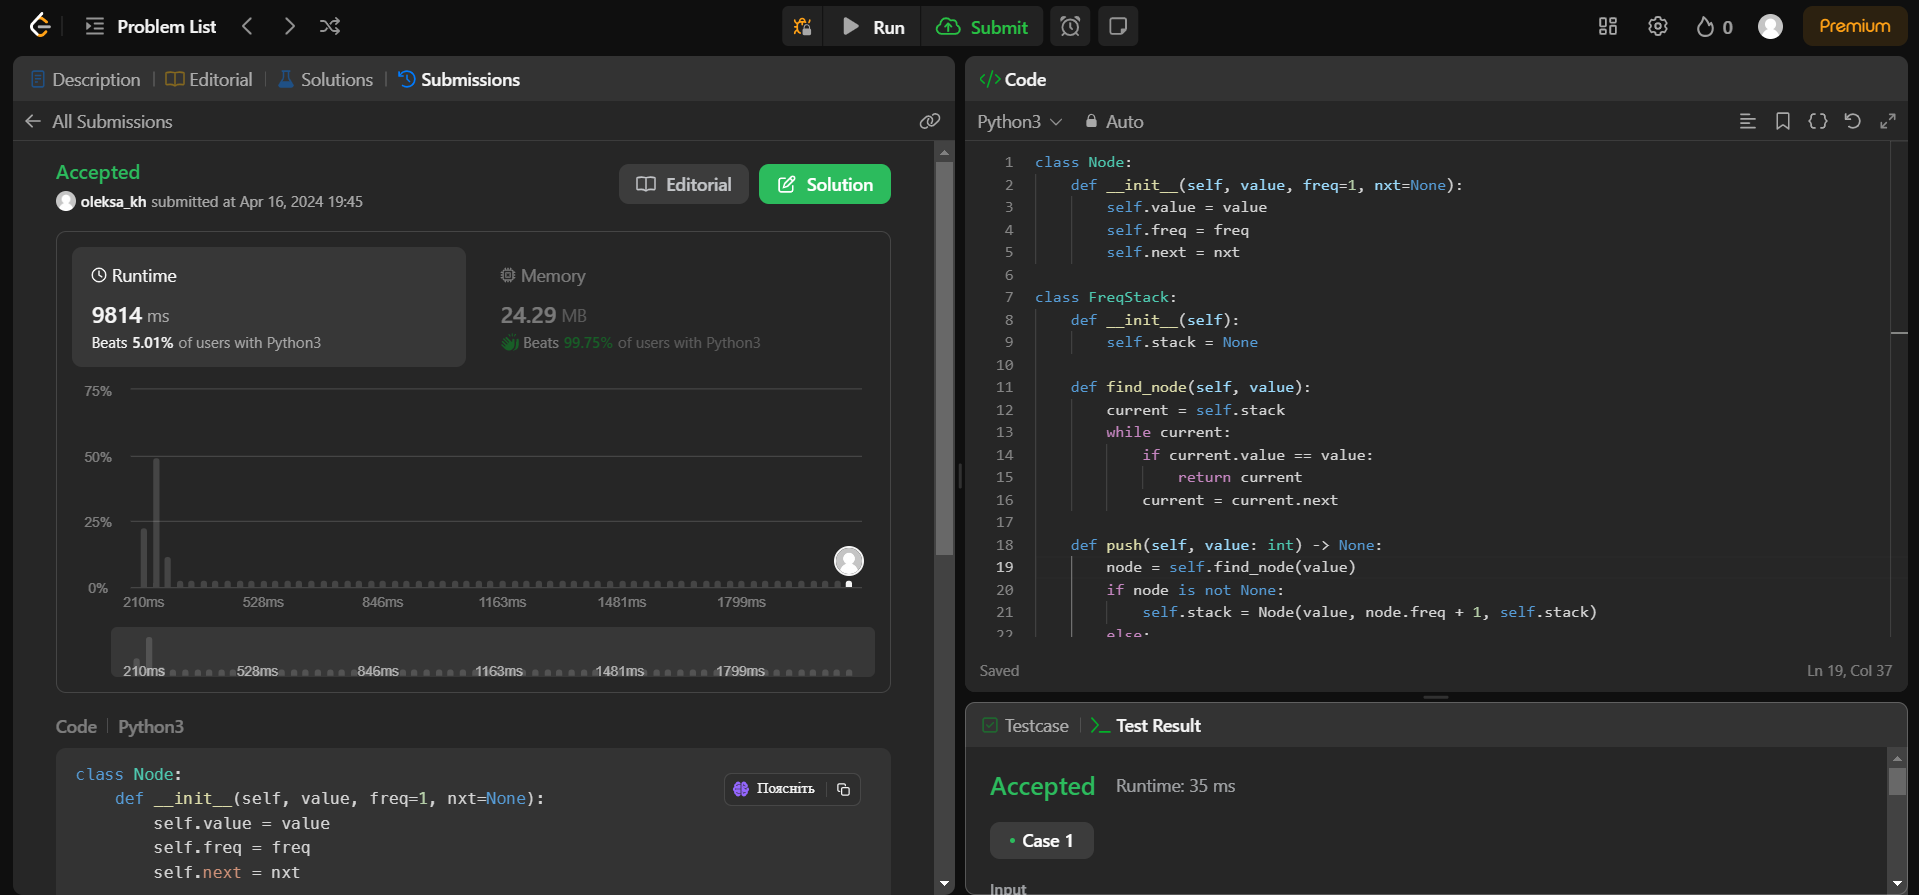 Problem List
Run
Submit
0
Premium
Description
Editorial
Solutions
Submissions
All Submissions
Accepted
oleksa_kh submitted at Apr 16, 2024 19:45
Editorial
Solution
Runtime
9814 ms
Beats 5.01% of users with Python3
Memory
24.29 MB
Beats 99.75% of users with Python3
75%
50%
25%
0%
210ms 528ms 846ms 1163ms 1481ms 1799ms
210ms 528ms 846ms 1163ms 1481ms 1799ms
Code Python3
class Node:
def __init__(self, value, freq=1, nxt=None):
self.value = value
self.freq = freq
self.next = nxt
Поясніть
</> Code
Python3 Auto
1 class Node:
2 def __init__(self, value, freq=1, nxt=None):
3 self.value = value
4 self.freq = freq
5 self.next = nxt
6
7 class FreqStack:
8 def __init__(self):
9 self.stack = None
10
11 def find_node(self, value):
12 current = self.stack
13 while current:
14 if current.value == value:
15 return current
16 current = current.next
17
18 def push(self, value: int) -> None:
19 node = self.find_node(value)
20 if node is not None:
21 self.stack = Node(value, node.freq + 1, self.stack)
22 else:
Saved
Ln 19, Col 37
Testcase
Test Result
Accepted Runtime: 35 ms
• Case 1
Input